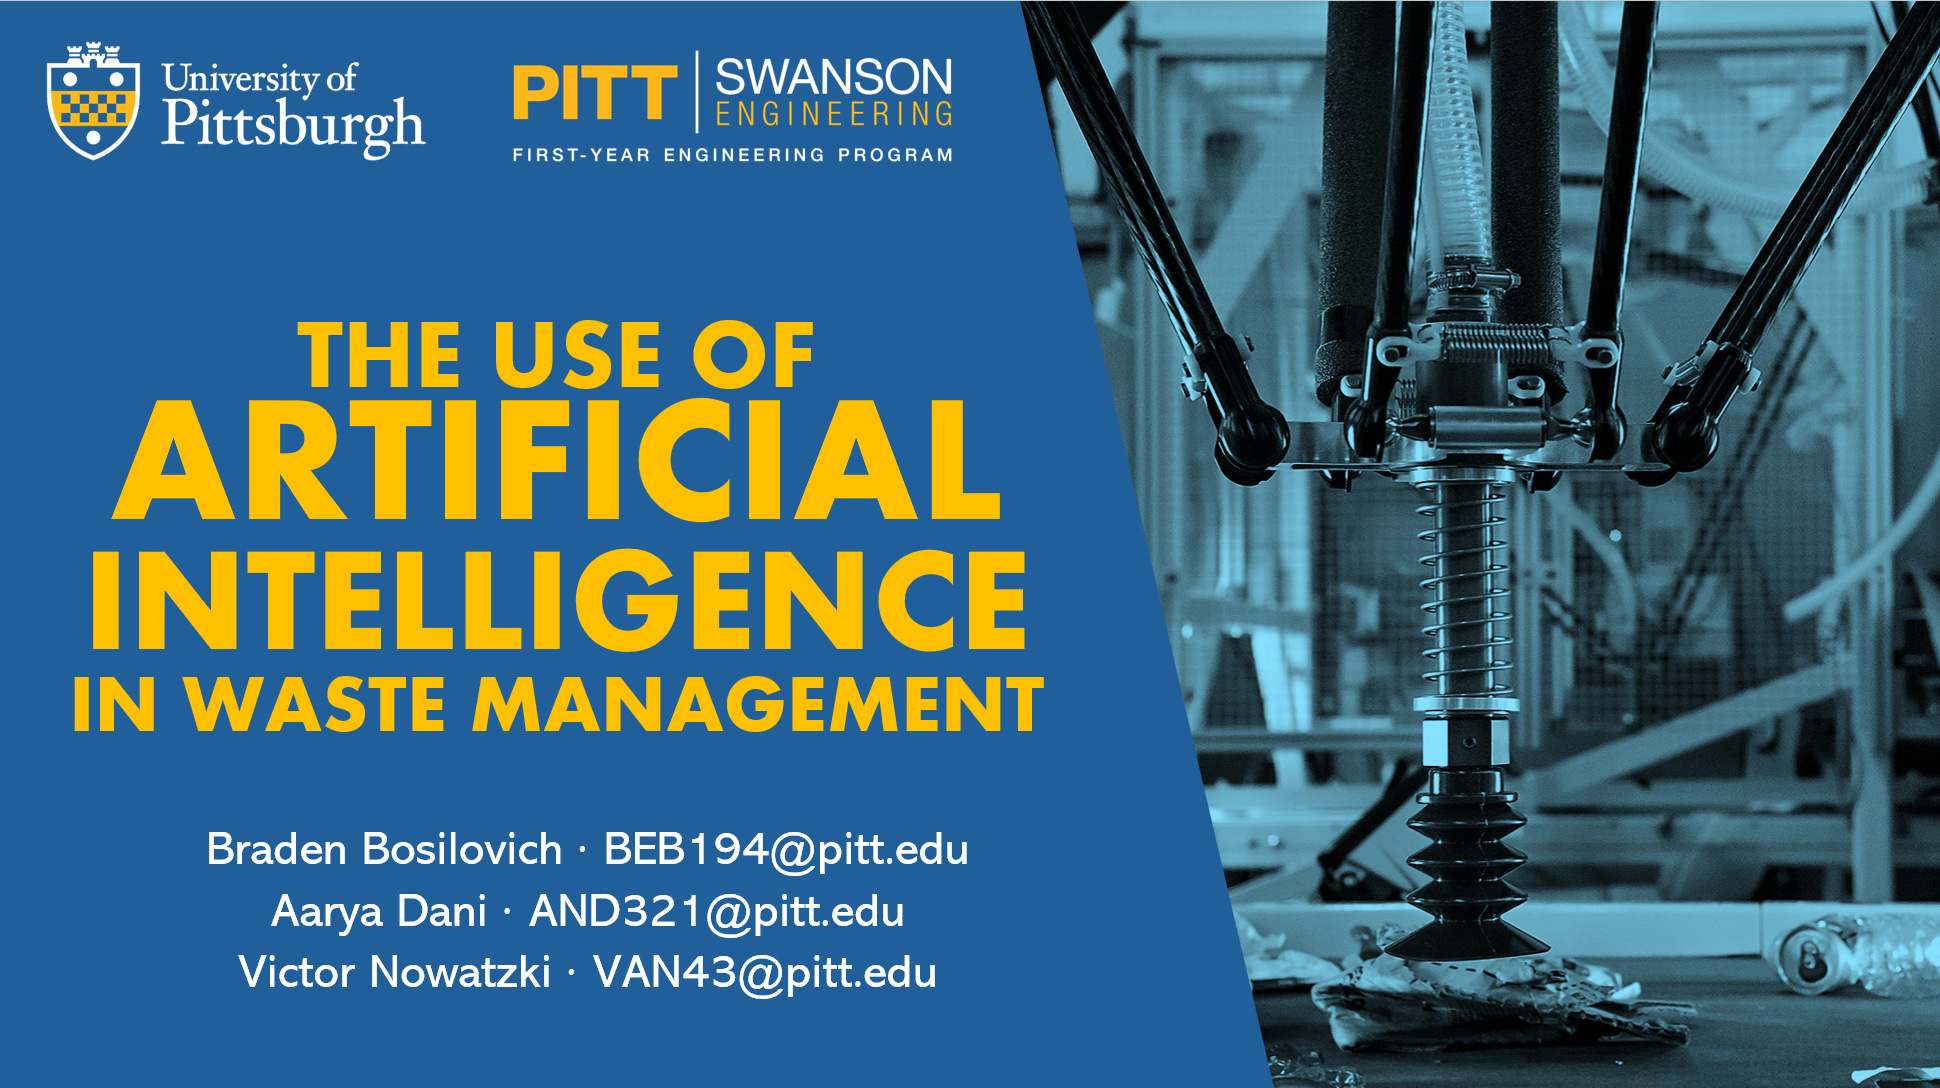 University of
Pittsburgh
PITT SWANSON
ENGINEERING
FIRST-YEAR ENGINEERING PROGRAM
THE USE OF
ARTIFICIAL
INTELLIGENCE
IN WASTE MANAGEMENT
Braden Bosilovich · BEB194@pitt.edu
Aarya Dani · AND321@pitt.edu
Victor Nowatzki · VAN43@pitt.edu